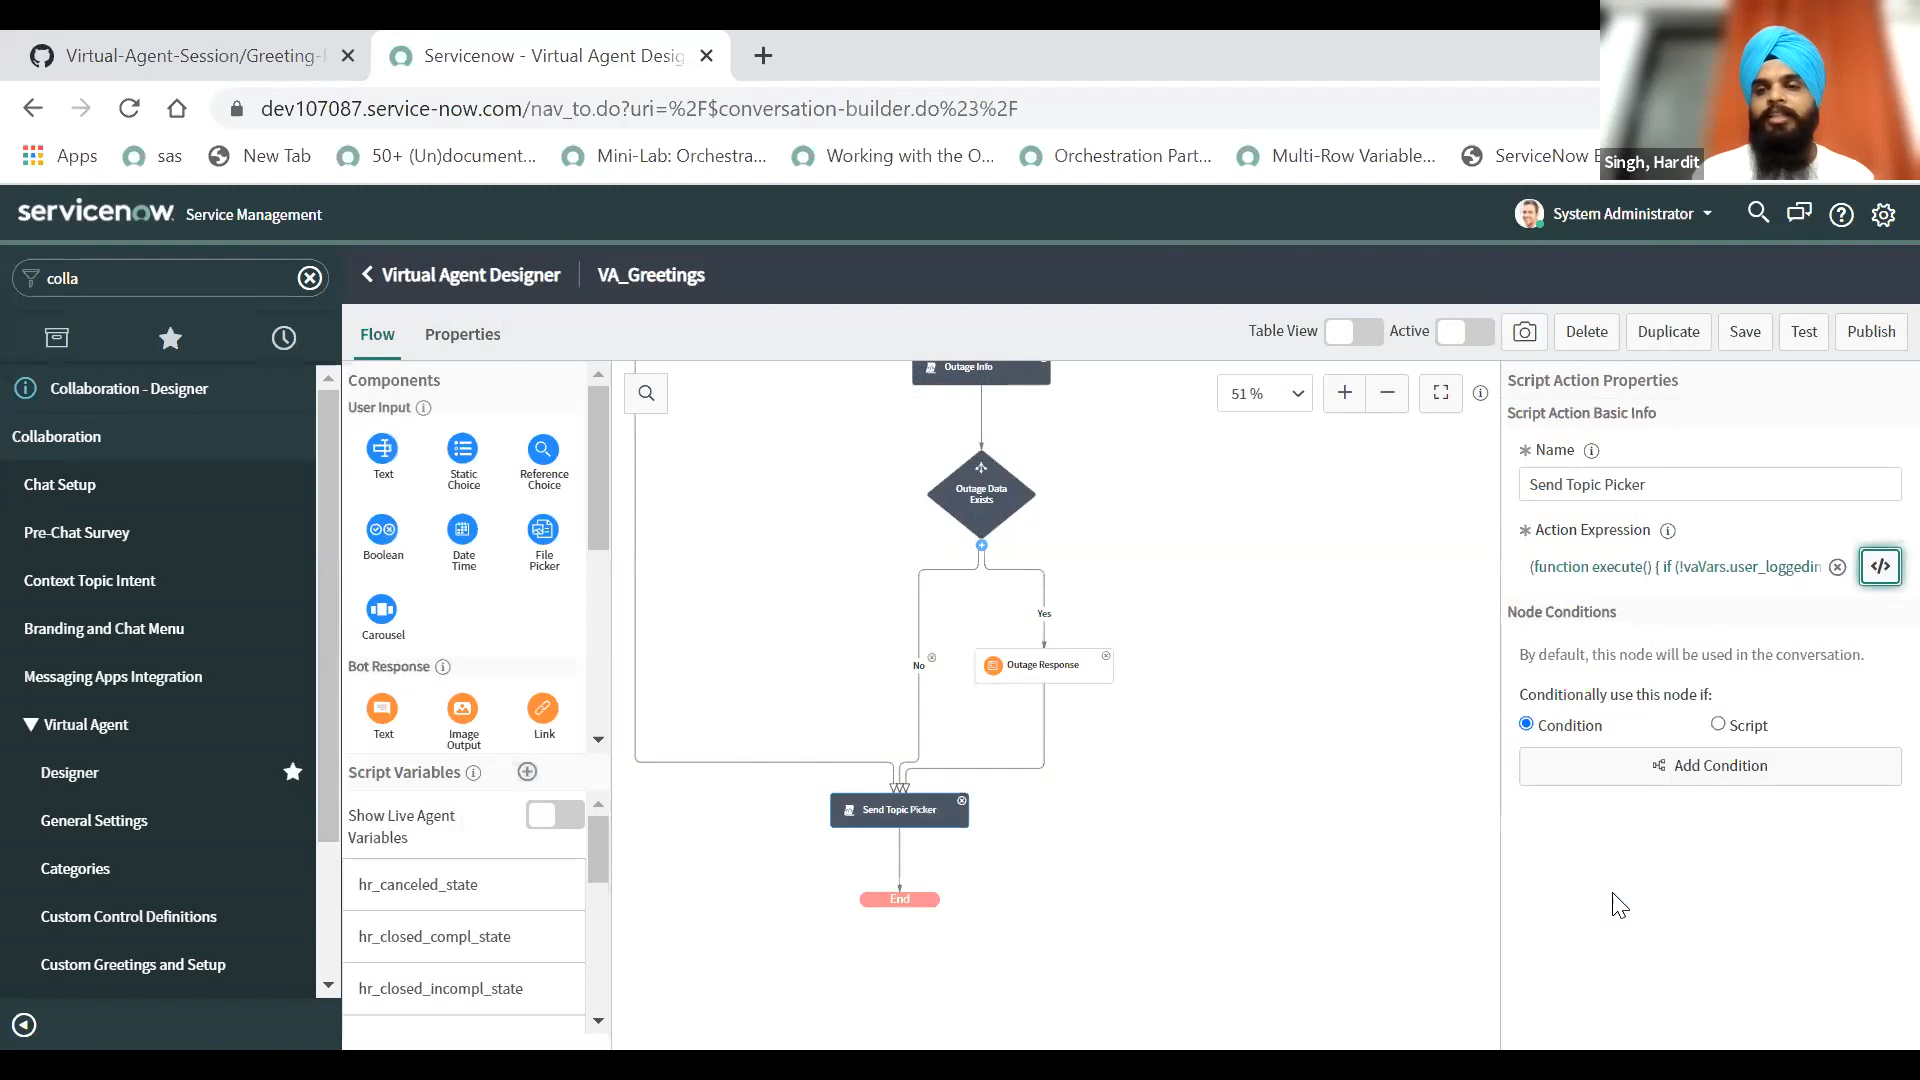 Virtual-Agent-Session/Greeting-
Servicenow - Virtual Agent Desig
dev107087.service-now.com/nav_to.do?uri=%2F$conversation-builder.do%23%2F
Apps
sas
New Tab
50+ (Un)document...
Mini-Lab: Orchestra...
Working with the O...
Orchestration Part...
Multi-Row Variable...
ServiceNow
Singh, Hardit
servicenow
Service Management
System Administrator
colla
Virtual Agent Designer
VA_Greetings
Flow
Properties
Table View
Active
Delete
Duplicate
Save
Test
Publish
Collaboration - Designer
Collaboration
Chat Setup
Pre-Chat Survey
Context Topic Intent
Branding and Chat Menu
Messaging Apps Integration
Virtual Agent
Designer
General Settings
Categories
Custom Control Definitions
Custom Greetings and Setup
Components
User Input
Text
Static Choice
Reference Choice
Boolean
Date Time
File Picker
Carousel
Bot Response
Text
Image Output
Link
Script Variables
Show Live Agent Variables
hr_canceled_state
hr_closed_compl_state
hr_closed_incompl_state
51 %
Outage Info
Outage Data Exists
Yes
No
Outage Response
Send Topic Picker
End
Script Action Properties
Script Action Basic Info
Name
Send Topic Picker
Action Expression
(function execute() { if (!vaVars.user_loggedin
Node Conditions
By default, this node will be used in the conversation.
Conditionally use this node if:
Condition
Script
Add Condition